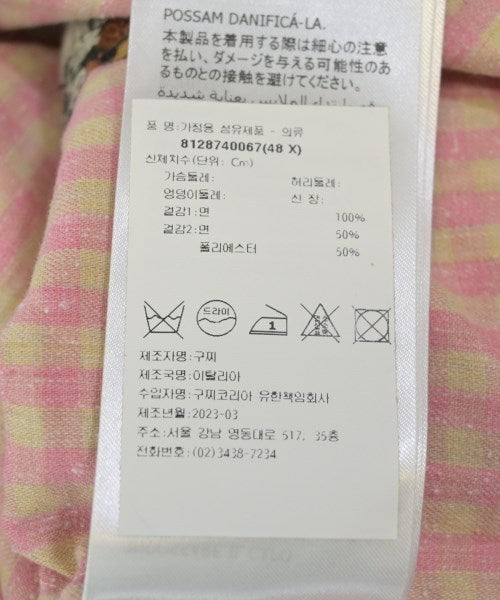 POSSAM DANIFICÁ-LA.
本製品を着用する際は細心の注意
を払い、ダメージを与える可能性のあ
るものとの接触を避けてください。
품 명:가정용 섬유제품 - 의류
8128740067(48 X)
신체치수(단위: Cm)
가슴둘레: 허리둘레:
엉덩이둘레: 신 장:
겉감1:면 100%
겉감2:면 50%
폴리에스터 50%
드라이
1
제조자명:구찌
제조국명:이탈리아
수입자명:구찌코리아 유한책임회사
제조년월:2023-03
주소:서울 강남 영동대로 517, 35층
전화번호:(02)3438-7234